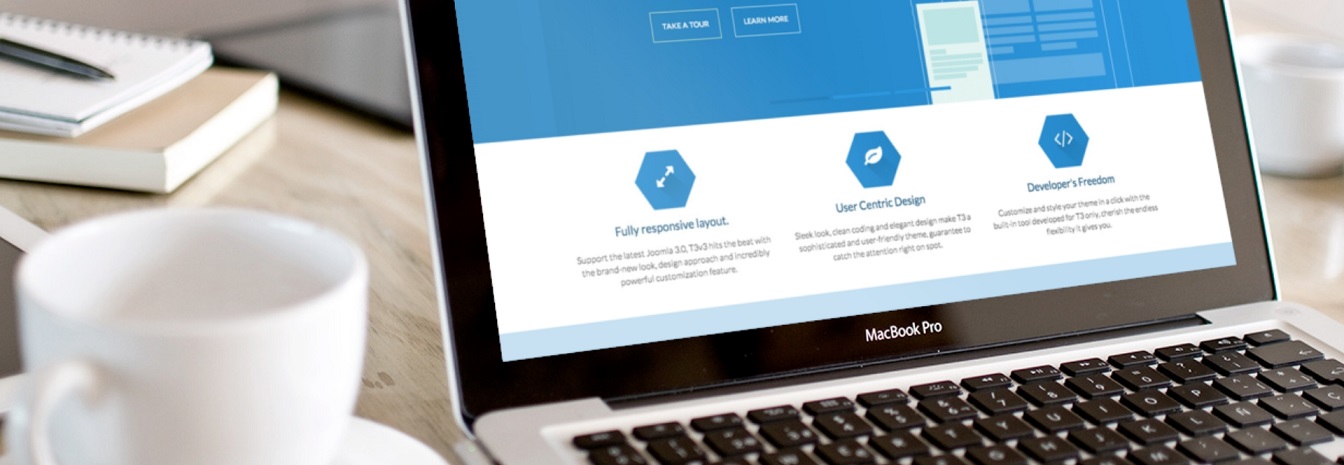 TAKE A TOUR
LEARN MORE
Fully responsive layout.
Support the latest Joomla 3.0, T3v3 hits the beat with
the brand-new look, design approach and incredibly
powerful customization feature.
User Centric Design
Sleek look, clean coding and elegant design make T3 a
sophisticated and user-friendly theme, guarantee to
catch the attention right on spot.
Developer's Freedom
Customize and style your theme in a click with the
built-in tool developed for T3 only, cherish the endless
flexibility it gives you.
MacBook Pro